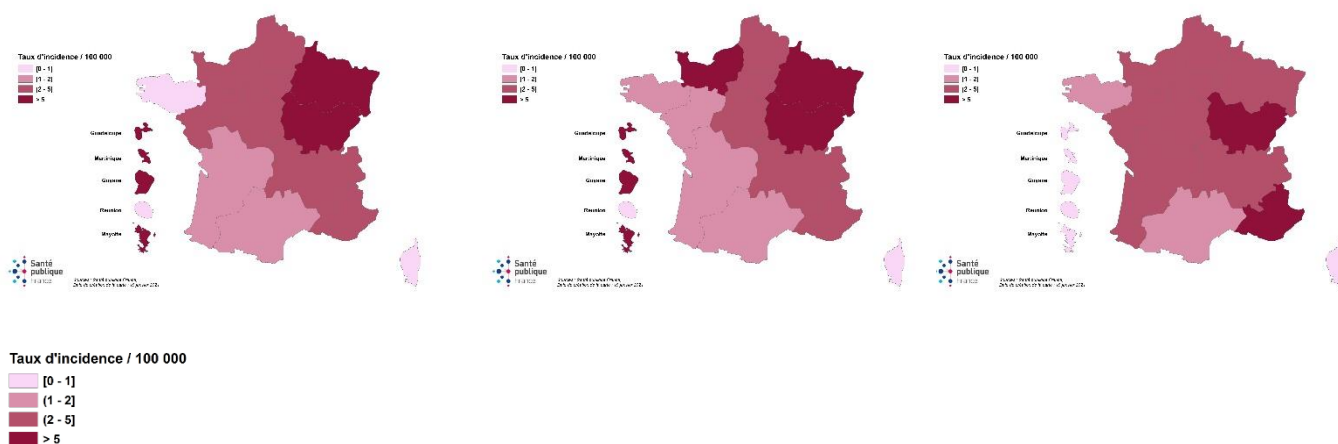 Taux d'incidence / 100 000
[0 - 1]
(1 - 2]
(2 - 5]
> 5
Guadeloupe
Martinique
Guyane
Réunion
Mayotte
Santé
publique
France
Taux d'incidence / 100 000
[0 - 1]
(1 - 2]
(2 - 5]
> 5
Guadeloupe
Martinique
Guyane
Réunion
Mayotte
Santé
publique
France
Taux d'incidence / 100 000
[0 - 1]
(1 - 2]
(2 - 5]
> 5
Guadeloupe
Martinique
Guyane
Réunion
Mayotte
Santé
publique
France
Taux d'incidence / 100 000
[0 - 1]
(1 - 2]
(2 - 5]
> 5